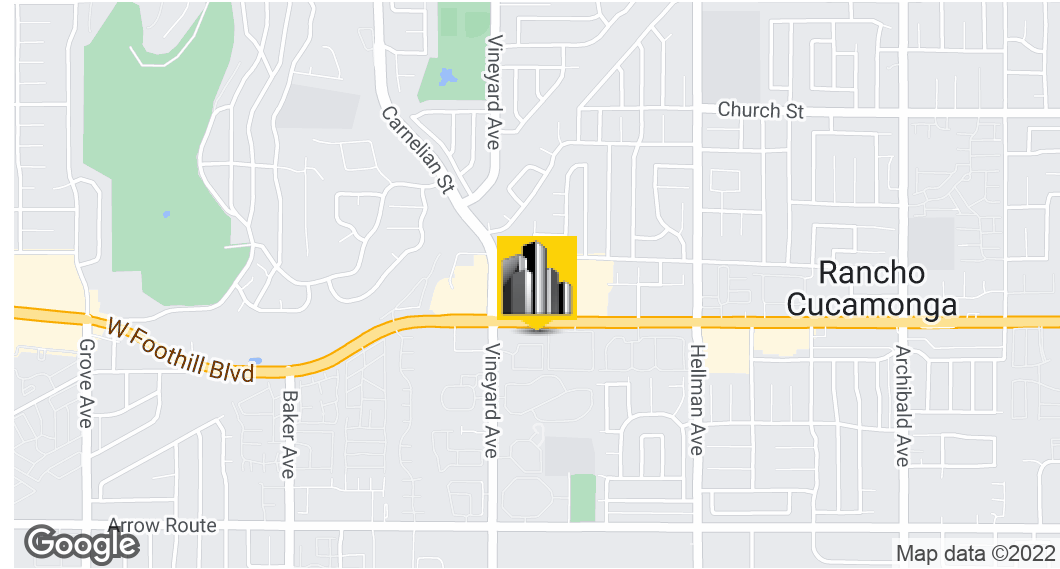 Vineyard Ave
Church St
Carnelian St
Rancho
Cucamonga
W Foothill Blvd
Grove Ave
Baker Ave
Vineyard Ave
Hellman Ave
Archibald Ave
Arrow Route
Google
Map data ©2022